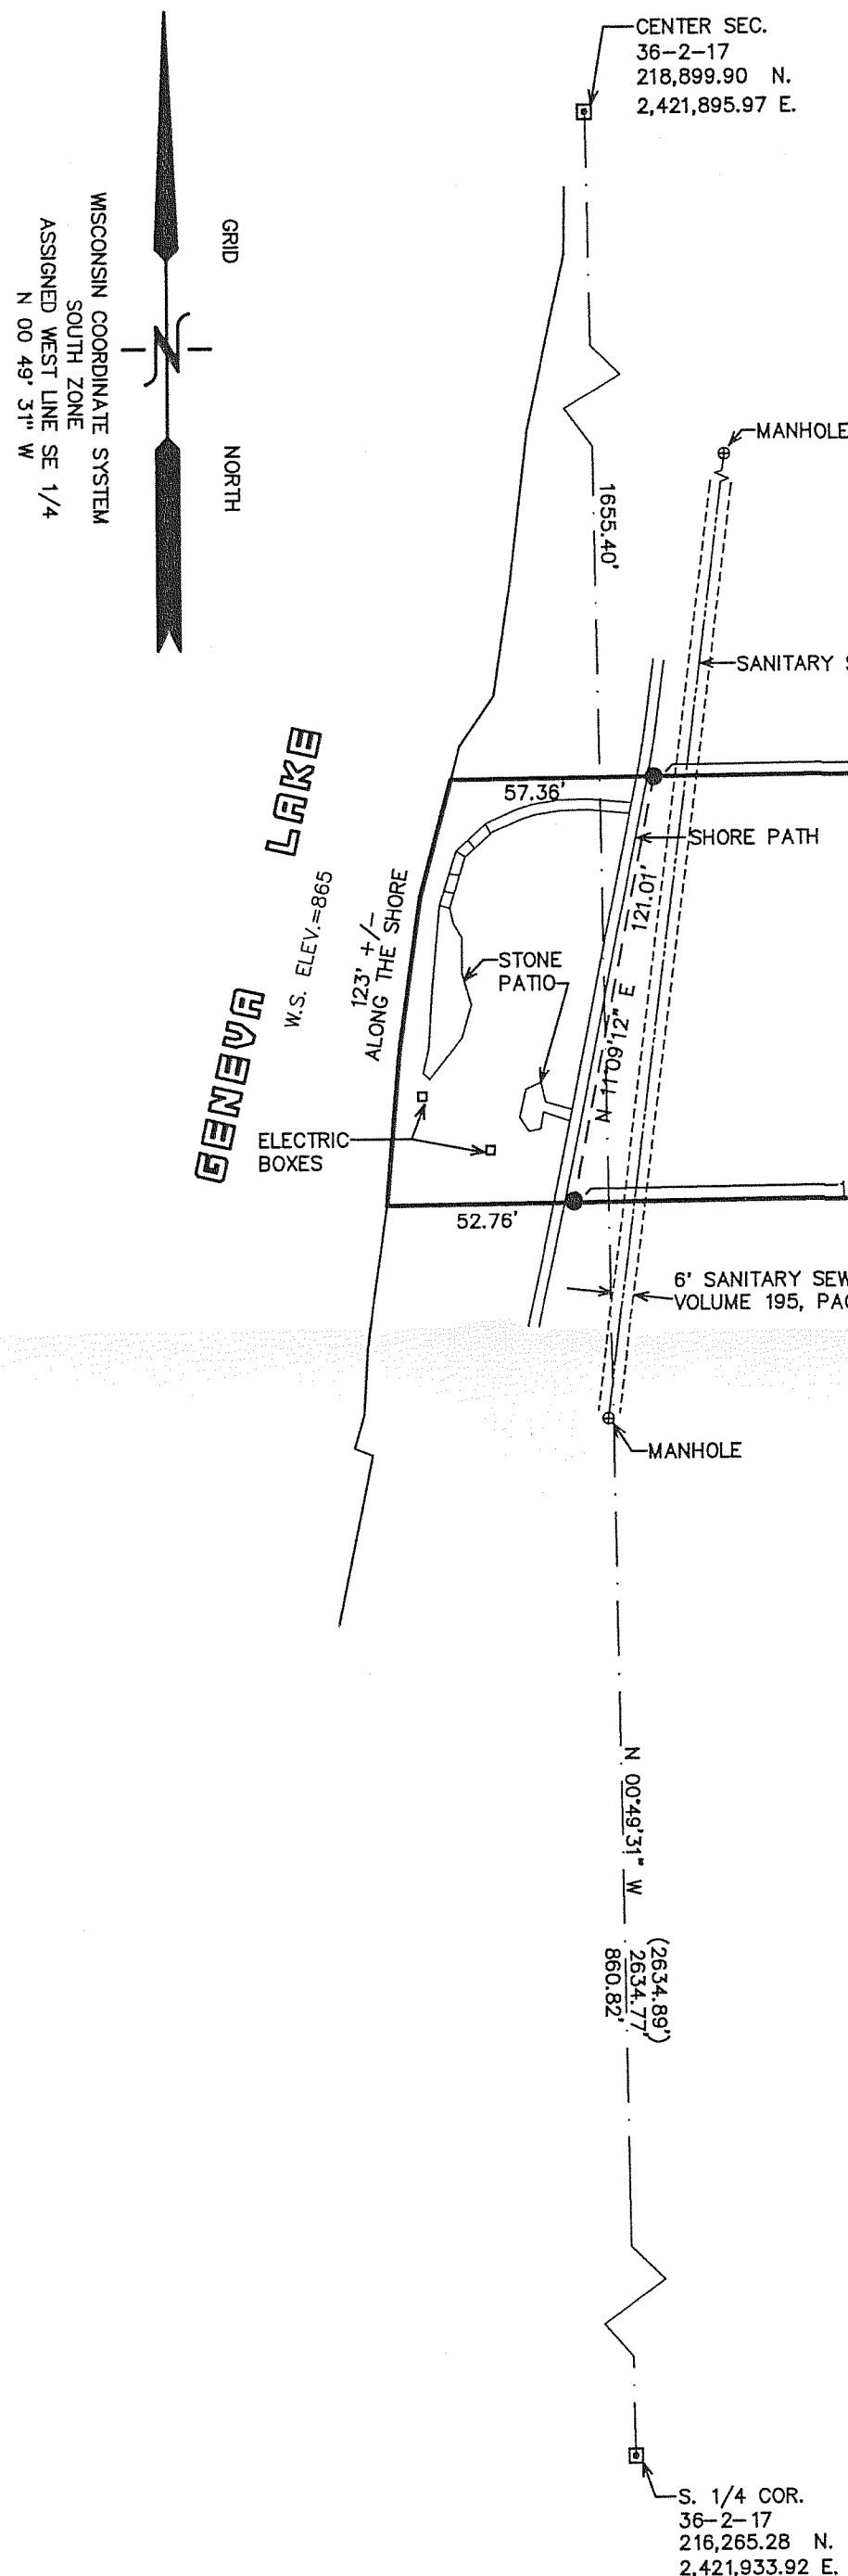 CENTER SEC.
36-2-17
218,899.90 N.
2,421,895.97 E.
GRID
NORTH
N
WISCONSIN COORDINATE SYSTEM
SOUTH ZONE
ASSIGNED WEST LINE SE 1/4
N 00 49' 31" W
MANHOLE
1655.40'
SANITARY S
57.36'
SHORE PATH
121.01'
N 11°09'12" E
GENEVA LAKE
W.S. ELEV.=865
123' +/-
ALONG THE SHORE
STONE
PATIO
ELECTRIC
BOXES
52.76'
6' SANITARY SEW
VOLUME 195, PAG
MANHOLE
N 00°49'31" W
(2634.89')
2634.77'
860.82'
S. 1/4 COR.
36-2-17
216,265.28 N.
2,421,933.92 E.